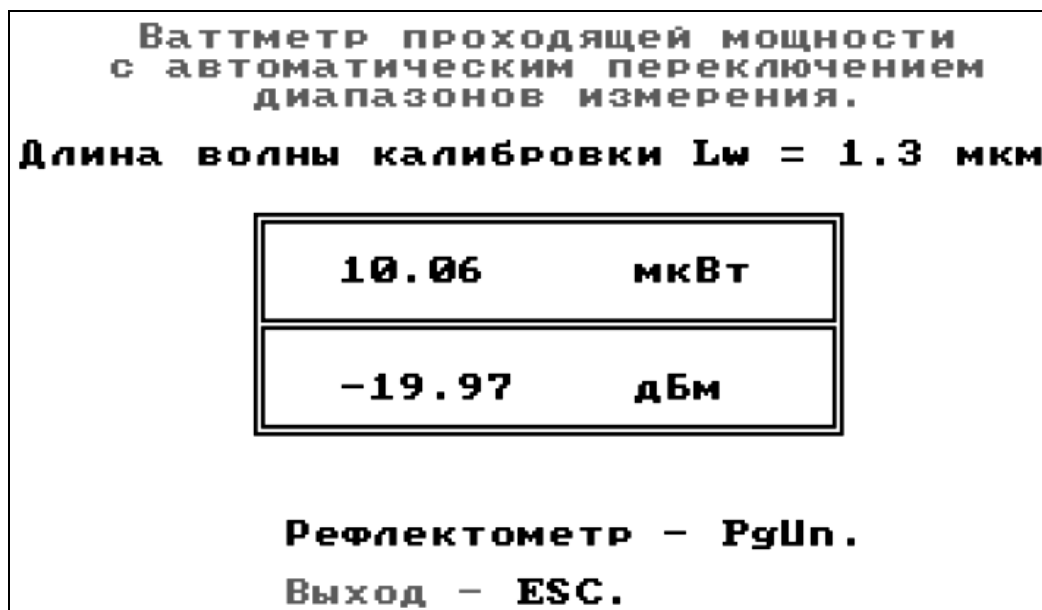 Ваттметр проходящей мощности
с автоматическим переключением
диапазонов измерения.
Длина волны калибровки Lw = 1.3 мкм
10.06 мкВт
-19.97 дБм
Рефлектометр - PgUn.
Выход - ESC.